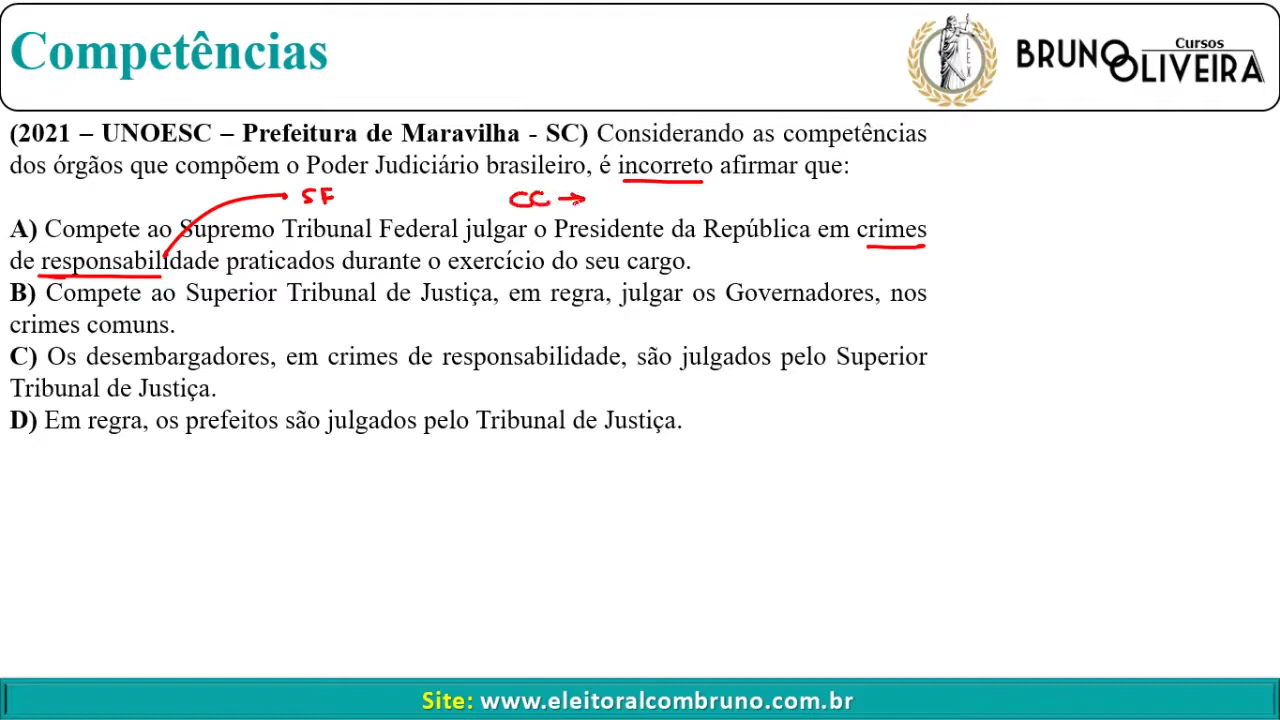 Competências
Cursos
BRUNO OLIVEIRA
LEX
(2021 – UNOESC – Prefeitura de Maravilha - SC) Considerando as competências
dos órgãos que compõem o Poder Judiciário brasileiro, é incorreto afirmar que:
SF
CC →
A) Compete ao Supremo Tribunal Federal julgar o Presidente da República em crimes
de responsabilidade praticados durante o exercício do seu cargo.
B) Compete ao Superior Tribunal de Justiça, em regra, julgar os Governadores, nos
crimes comuns.
C) Os desembargadores, em crimes de responsabilidade, são julgados pelo Superior
Tribunal de Justiça.
D) Em regra, os prefeitos são julgados pelo Tribunal de Justiça.
Site: www.eleitoralcombruno.com.br